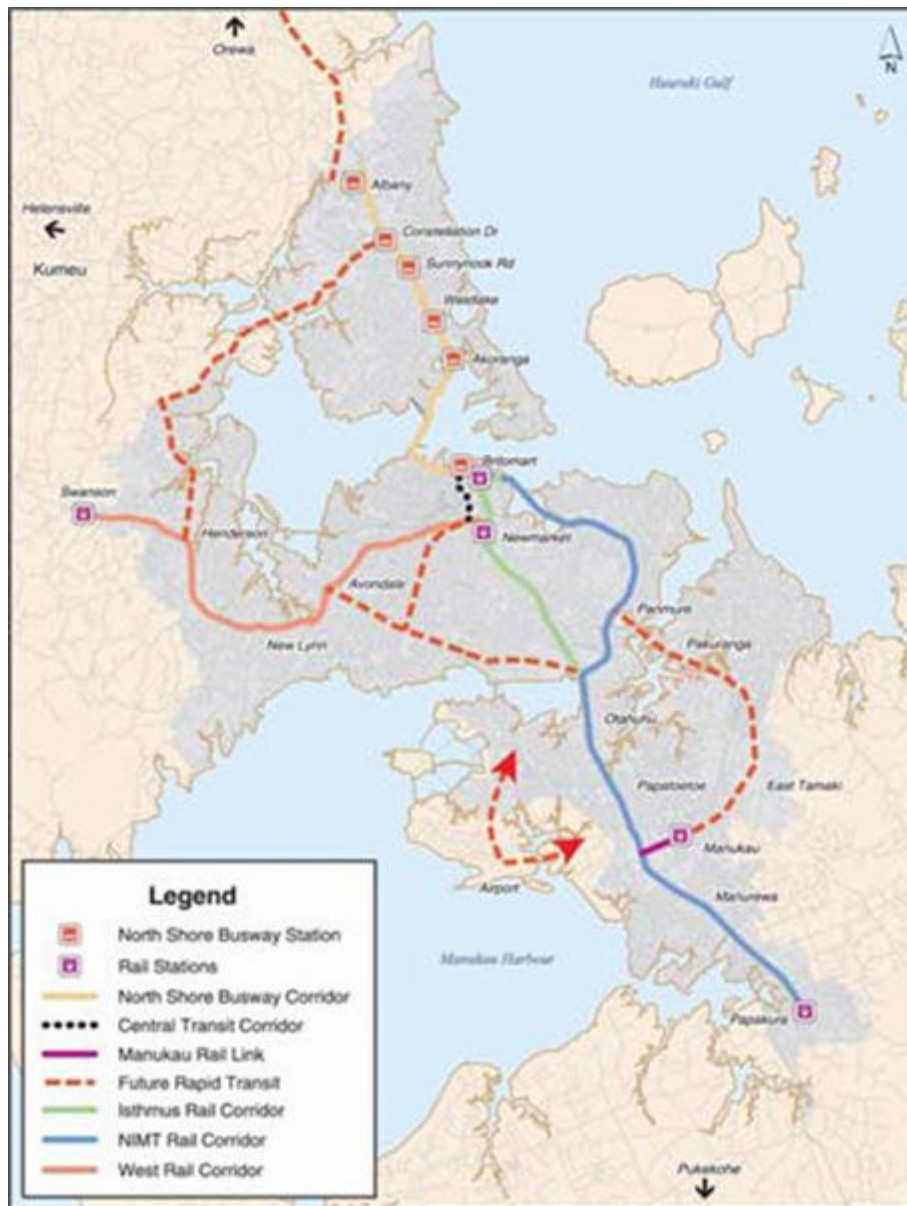 Orewa
N
Hauraki Gulf
Albany
Helensville
Constellation Dr
Kumeu
Sunnynook Rd
Westlake
Akoranga
Britomart
Swanson
Henderson
Newmarket
Avondale
Panmure
New Lynn
Pakuranga
Otahuhu
Papatoetoe
East Tamaki
Manukau
Airport
Manurewa
Manukau Harbour
Papakura
Pukekohe
Legend
North Shore Busway Station
Rail Stations
North Shore Busway Corridor
Central Transit Corridor
Manukau Rail Link
Future Rapid Transit
Isthmus Rail Corridor
NIMT Rail Corridor
West Rail Corridor